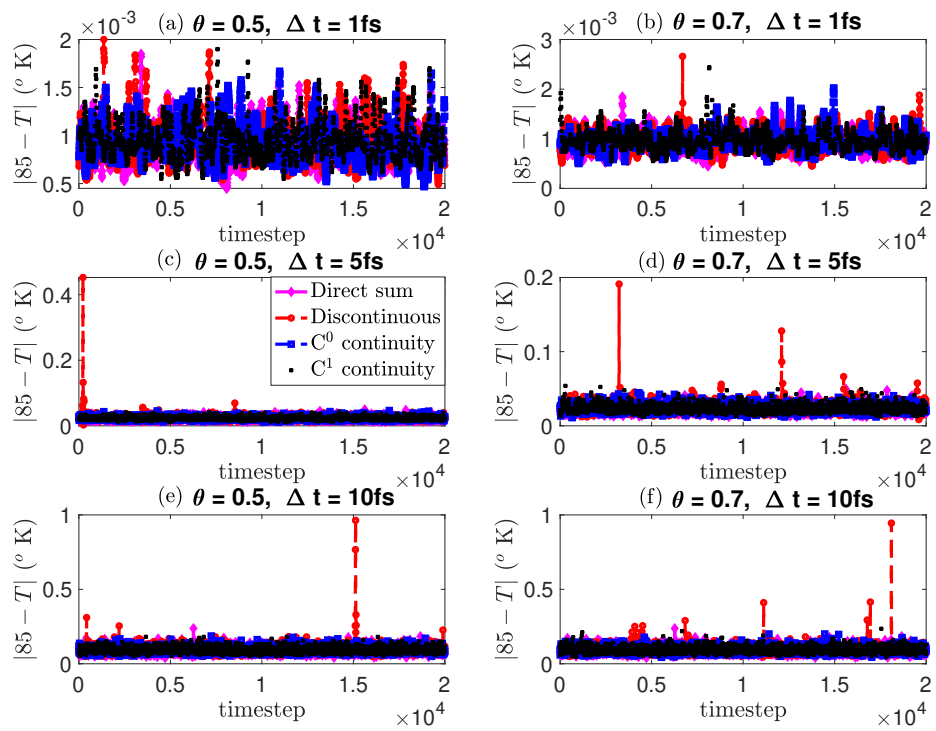 (a) θ = 0.5, Δ t = 1fs
×10⁻³
2
1.5
1
0.5
|85 − T| (° K)
0 0.5 1 1.5 2
timestep
×10⁴
(b) θ = 0.7, Δ t = 1fs
×10⁻³
3
2
1
0
|85 − T| (° K)
0 0.5 1 1.5 2
timestep
×10⁴
(c) θ = 0.5, Δ t = 5fs
0.4
0.2
0
|85 − T| (° K)
Direct sum
Discontinuous
C⁰ continuity
C¹ continuity
0 0.5 1 1.5 2
timestep
×10⁴
(d) θ = 0.7, Δ t = 5fs
0.2
0.1
0
|85 − T| (° K)
0 0.5 1 1.5 2
timestep
×10⁴
(e) θ = 0.5, Δ t = 10fs
1
0.5
0
|85 − T| (° K)
0 0.5 1 1.5 2
timestep
×10⁴
(f) θ = 0.7, Δ t = 10fs
1
0.5
0
|85 − T| (° K)
0 0.5 1 1.5 2
timestep
×10⁴